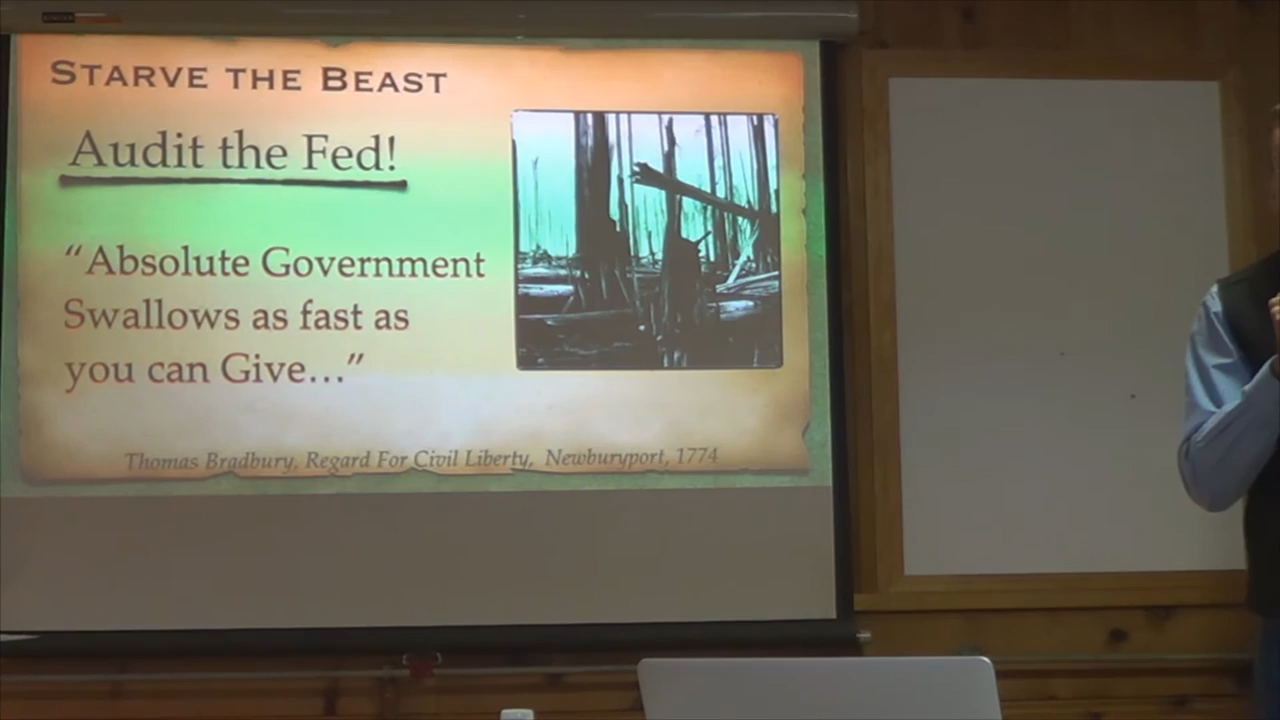 STARVE THE BEAST
Audit the Fed!
“Absolute Government
Swallows as fast as
you can Give…”
Thomas Bradbury, Regard For Civil Liberty, Newburyport, 1774